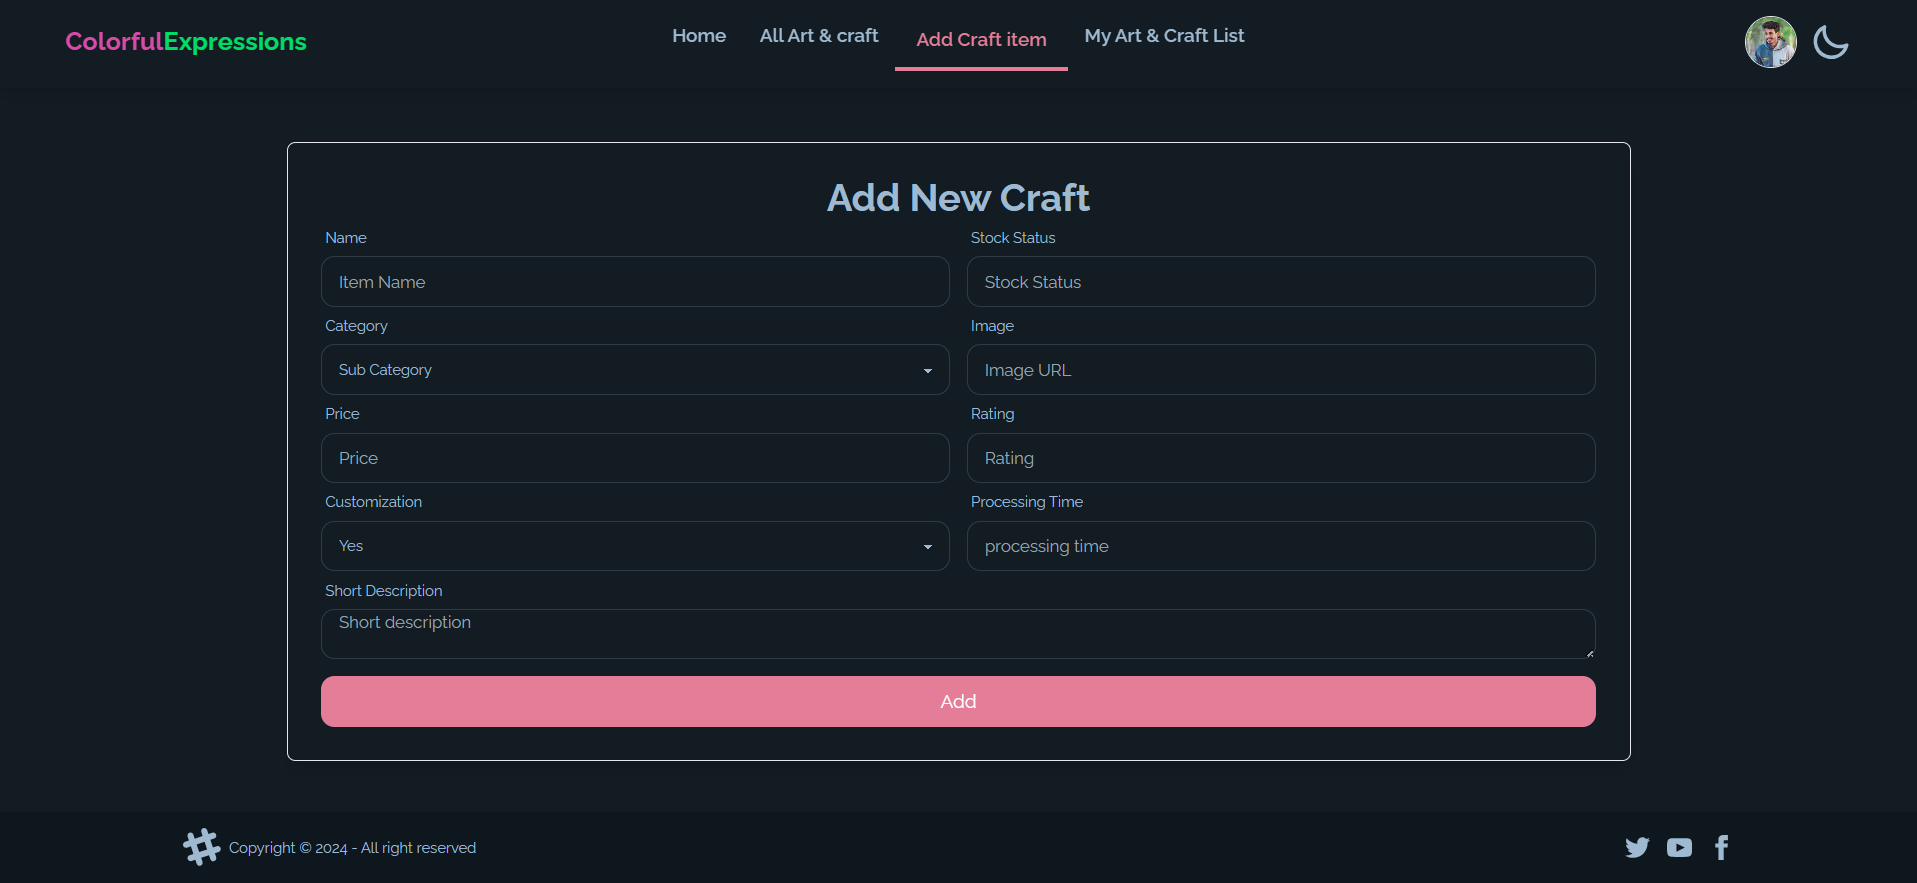 ColorfulExpressions
Home All Art & craft Add Craft item My Art & Craft List
Add New Craft
Name Stock Status
Item Name Stock Status
Category Image
Sub Category Image URL
Price Rating
Price Rating
Customization Processing Time
Yes processing time
Short Description
Short description
Add
Copyright © 2024 - All right reserved